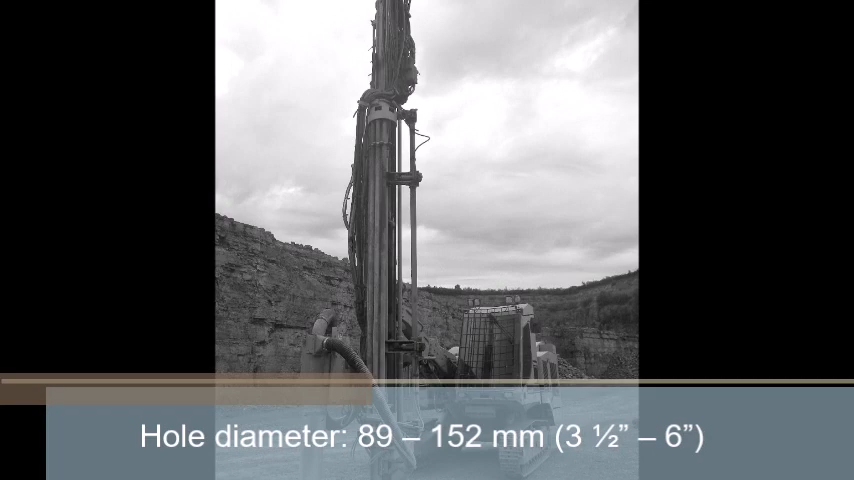 Hole diameter: 89 – 152 mm (3 ½” – 6”)